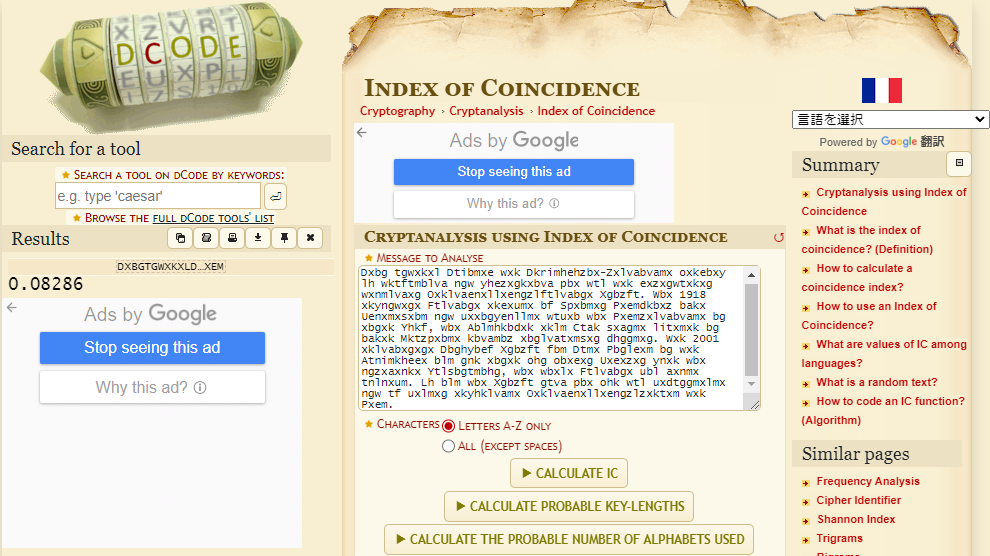 DCODE
Search for a tool
★ Search a tool on dCode by keywords:
e.g. type 'caesar'
★ Browse the full dCode tools' list
Results
DXBGTGWXKXLD…XEM
0.08286
Ads by Google
Stop seeing this ad
Why this ad?
Index of Coincidence
Cryptography › Cryptanalysis › Index of Coincidence
Ads by Google
Stop seeing this ad
Why this ad?
Cryptanalysis using Index of Coincidence
★ Message to Analyse
Dxbg tgwxkxl Dtibmxe wxk Dkrimhehzbx-Zxlvabvamx oxkebxy
lh wktftmblva ngw yhezxgkxbva pbx wtl wxk exzxgwtxkxg
wxnmlvaxg Oxklvaenxllxengzlftlvabgx Xgbzft. Wbx 1918
xkyngwxgx Ftlvabgx xkexumx bf Spxbmxg Pxemdkbxz bakx
Uenxmxsxbm ngw uxxbgyenllmx wtuxb wbx Pxemzxlvabvamx bg
xbgxk Yhkf, wbx Ablmhkbdxk xklm Ctak sxagmx litxmxk bg
bakxk Mktzpxbmx kbvambz xbglvatxmsxg dhggmxg. Wxk 2001
xklvabxgxgx Dbghybef Xgbzft fbm Dtmx Pbglexm bg wxk
Atnimkheex blm gnk xbgxk ohg obxexg Uxexzxg ynxk wbx
ngzxaxnkx Ytlsbgtmbhg, wbx wbxlx Ftlvabgx ubl axnmx
tnlnxum. Lh blm wbx Xgbzft gtva pbx ohk wtl uxdtggmxlmx
ngw tf uxlmxg xkyhklvamx Oxklvaenxllxengzlzxktxm wxk
Pxem.
★ Characters Letters A-Z only
All (except spaces)
► CALCULATE IC
► CALCULATE PROBABLE KEY-LENGTHS
► CALCULATE THE PROBABLE NUMBER OF ALPHABETS USED
言語を選択
Powered by Google 翻訳
Summary
Cryptanalysis using Index of
Coincidence
What is the index of
coincidence? (Definition)
How to calculate a
coincidence index?
How to use an Index of
Coincidence?
What are values of IC among
languages?
What is a random text?
How to code an IC function?
(Algorithm)
Similar pages
Frequency Analysis
Cipher Identifier
Shannon Index
Trigrams
Bigrams